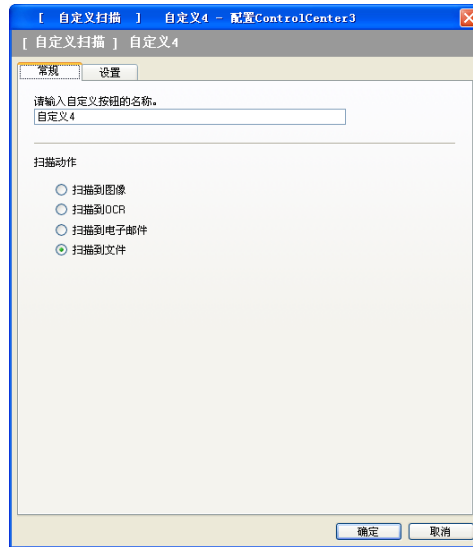 [ 自定义扫描 ] 自定义4 - 配置ControlCenter3
[ 自定义扫描 ] 自定义4
常规 设置
请输入自定义按钮的名称。
自定义4
扫描动作
扫描到图像
扫描到OCR
扫描到电子邮件
扫描到文件
确定 取消